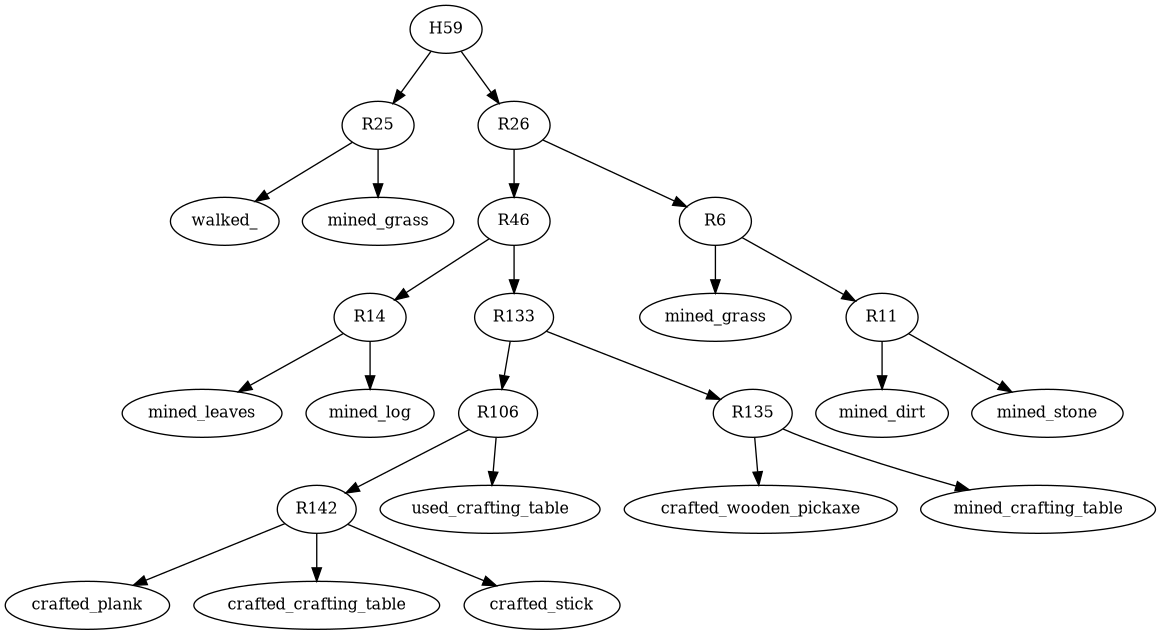 H59
R25
R26
walked_
mined_grass
R46
R6
R14
R133
mined_grass
R11
mined_leaves
mined_log
R106
R135
mined_dirt
mined_stone
R142
used_crafting_table
crafted_wooden_pickaxe
mined_crafting_table
crafted_plank
crafted_crafting_table
crafted_stick